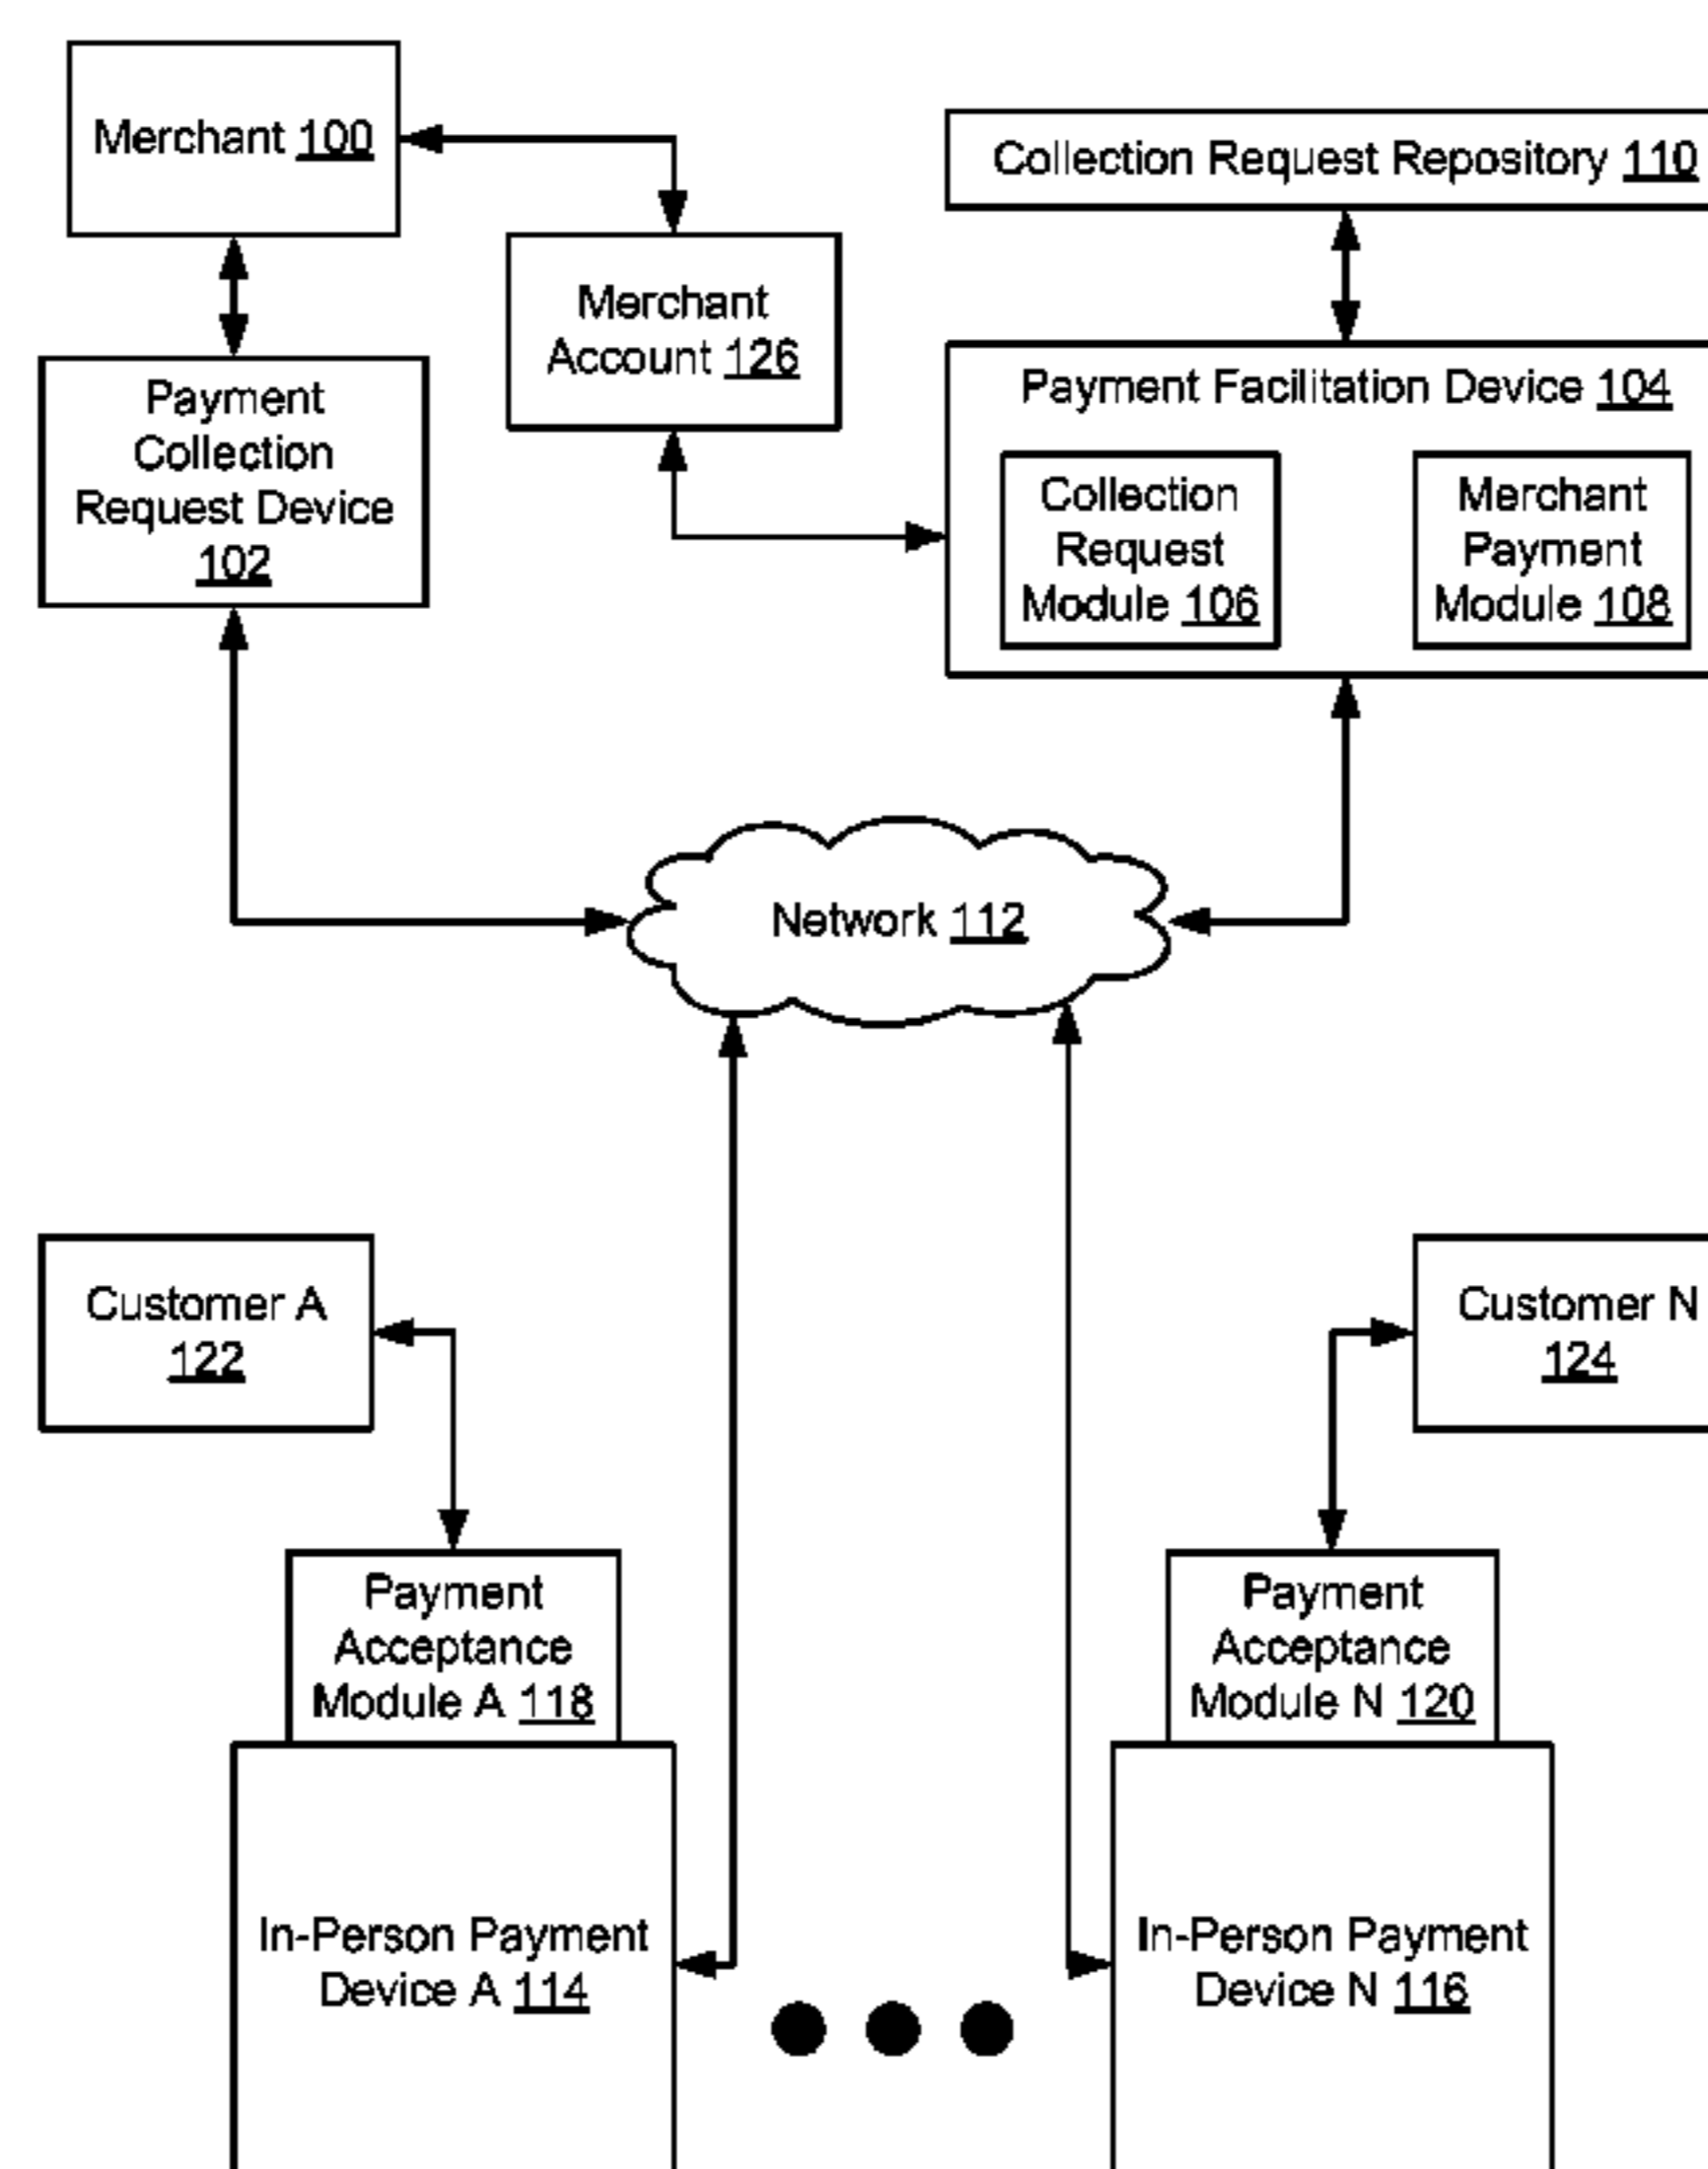 Merchant 100
Collection Request Repository 110
Merchant
Account 126
Payment
Collection
Request Device
102
Payment Facilitation Device 104
Collection
Request
Module 106
Merchant
Payment
Module 108
Network 112
Customer A
122
Customer N
124
Payment
Acceptance
Module A 118
Payment
Acceptance
Module N 120
In-Person Payment
Device A 114
In-Person Payment
Device N 116